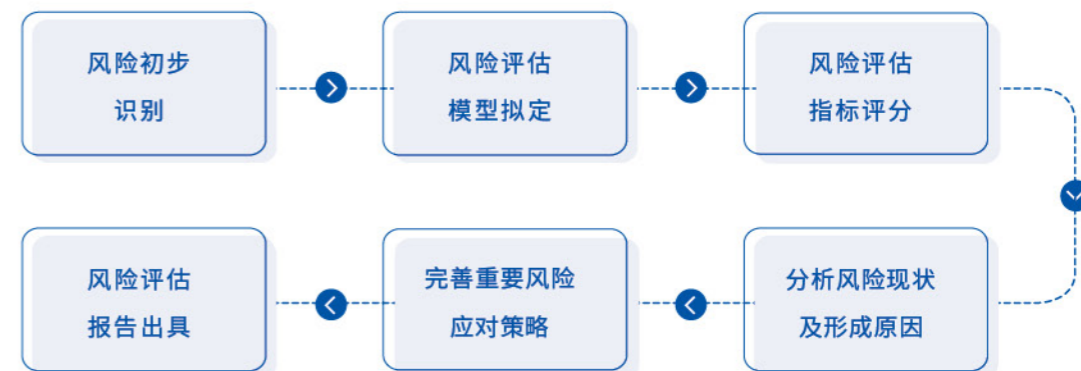 风险初步
识别
风险评估
模型拟定
风险评估
指标评分
分析风险现状
及形成原因
完善重要风险
应对策略
风险评估
报告出具